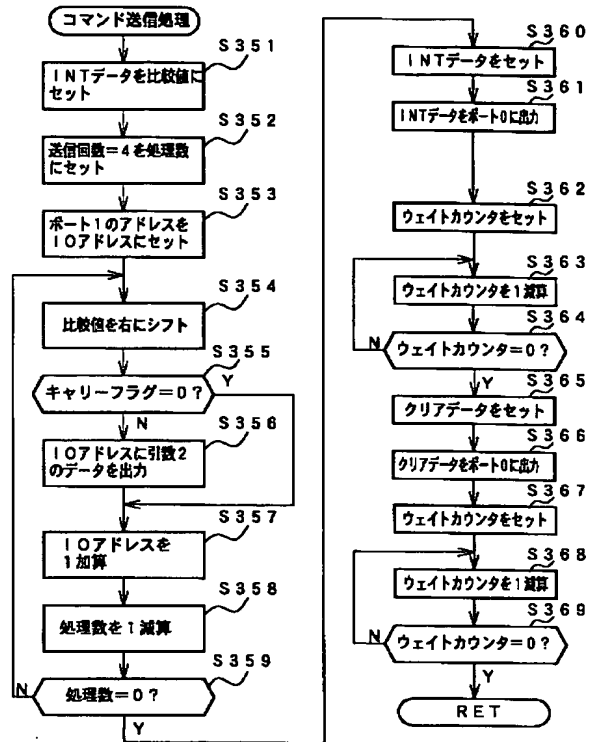 コマンド送信処理
S351
INTデータを比較値に
セット
S352
送信回数=4を処理数
にセット
S353
ポート1のアドレスを
IOアドレスにセット
S354
比較値を右にシフト
S355
キャリーフラグ=0?
Y
N
S356
IOアドレスに引数2
のデータを出力
S357
IOアドレスを
1加算
S358
処理数を1減算
S359
N
処理数=0?
Y
S360
INTデータをセット
S361
INTデータをポート0に出力
S362
ウェイトカウンタをセット
S363
ウェイトカウンタを1減算
S364
N
ウェイトカウンタ=0?
Y
S365
クリアデータをセット
S366
クリアデータをポート0に出力
S367
ウェイトカウンタをセット
S368
ウェイトカウンタを1減算
S369
N
ウェイトカウンタ=0?
Y
RET